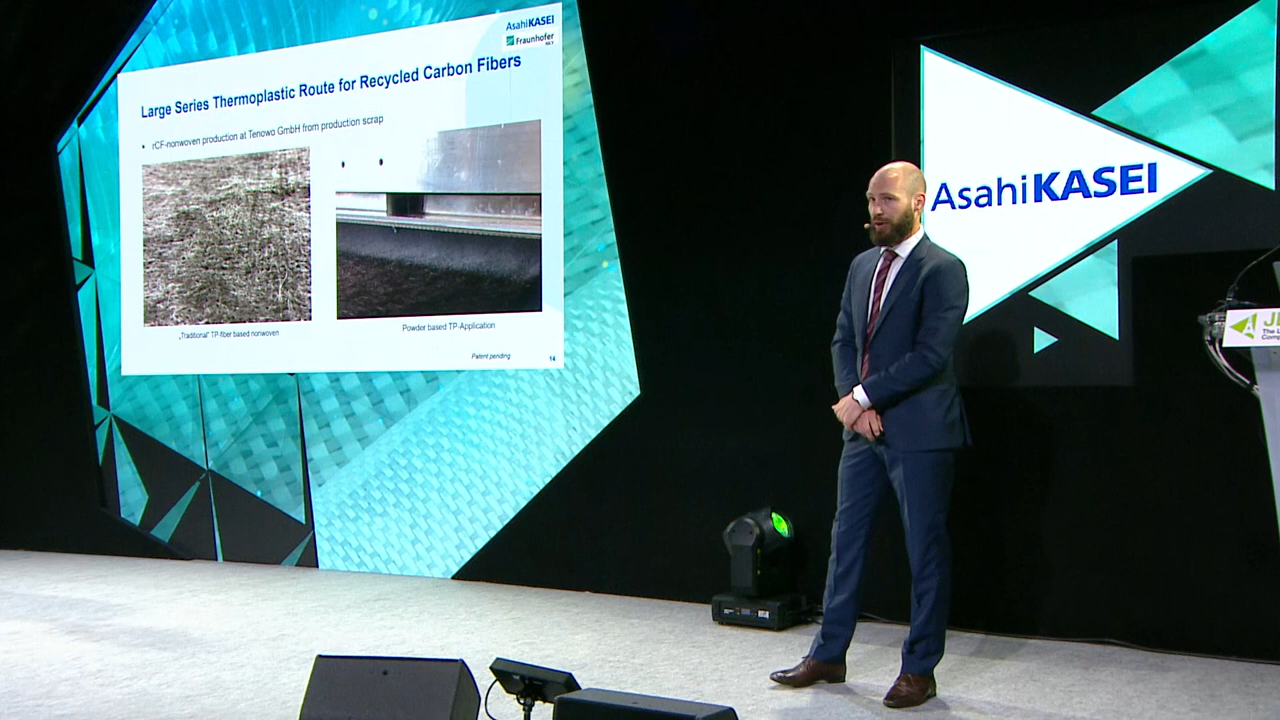 AsahiKASEI
Fraunhofer
Large Series Thermoplastic Route for Recycled Carbon Fibers
• rCF-nonwoven production at Tenowo GmbH from production scrap
„Traditional" TP-fiber based nonwoven
Powder based TP-Application
Patent pending
14
AsahiKASEI
The